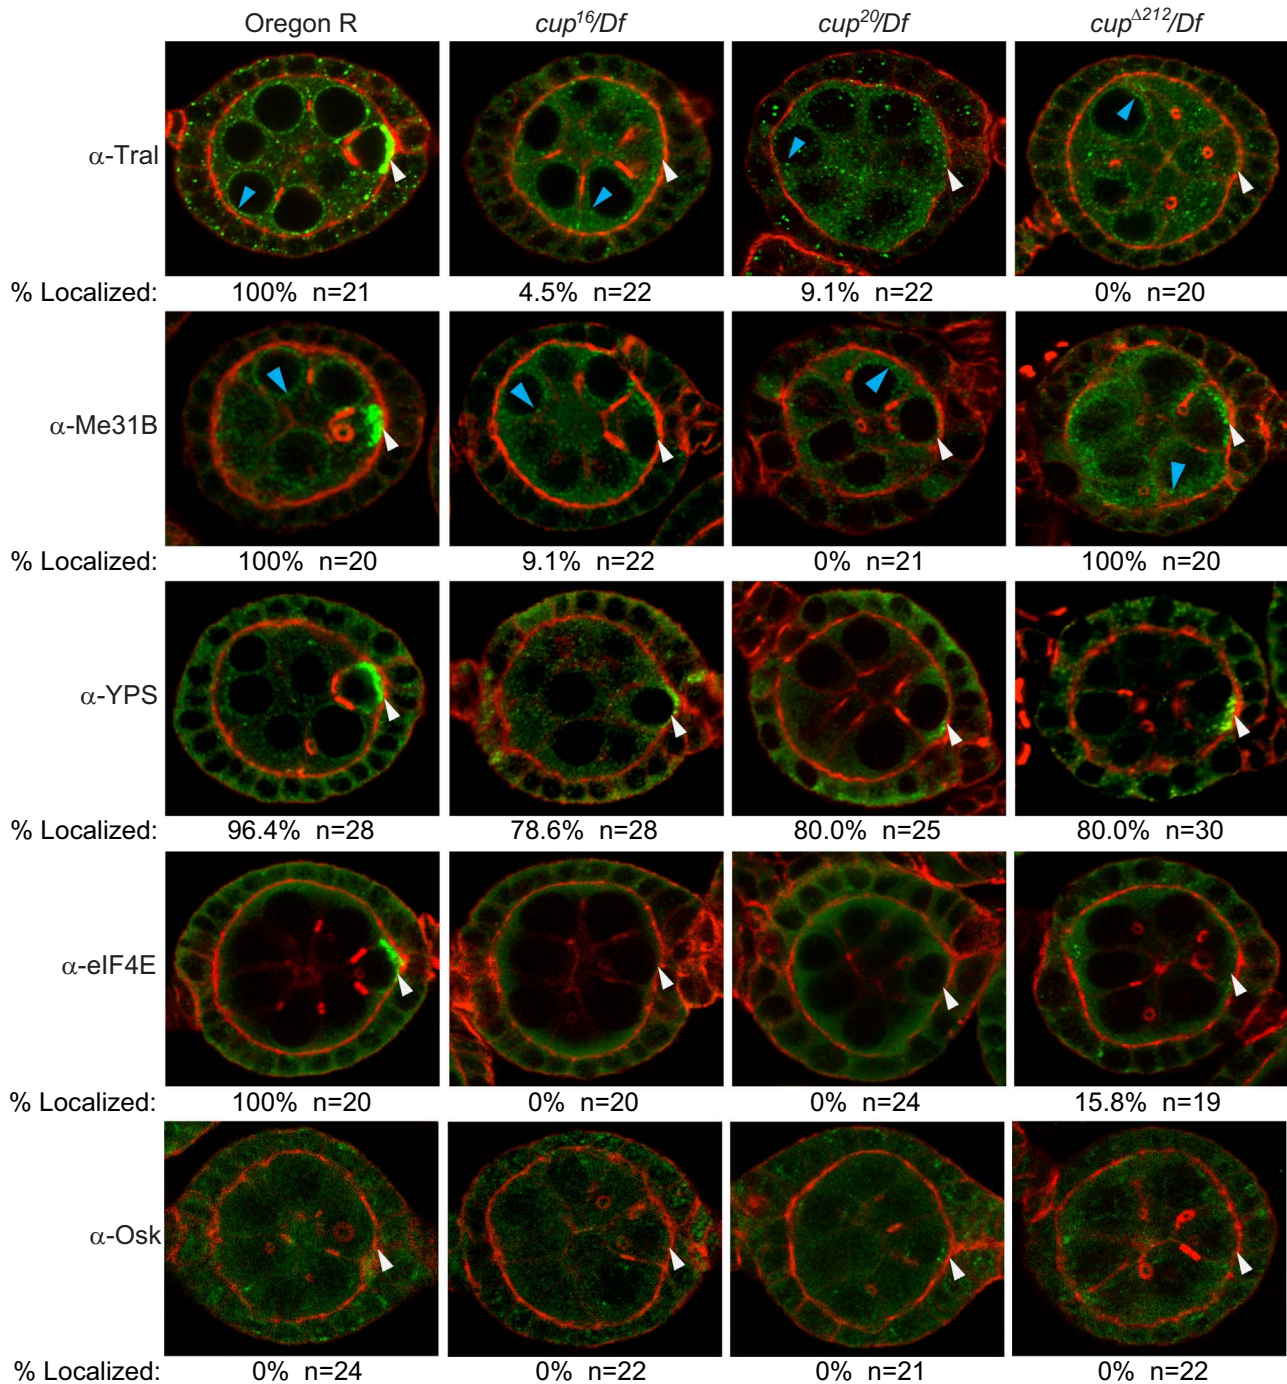 Oregon R cup16/Df cup20/Df cupΔ212/Df
α-Tral
% Localized: 100% n=21 4.5% n=22 9.1% n=22 0% n=20
α-Me31B
% Localized: 100% n=20 9.1% n=22 0% n=21 100% n=20
α-YPS
% Localized: 96.4% n=28 78.6% n=28 80.0% n=25 80.0% n=30
α-eIF4E
% Localized: 100% n=20 0% n=20 0% n=24 15.8% n=19
α-Osk
% Localized: 0% n=24 0% n=22 0% n=21 0% n=22